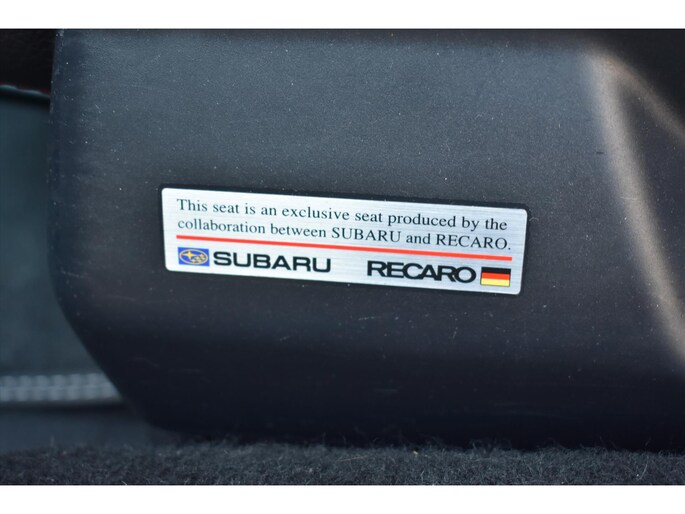 This seat is an exclusive seat produced by the
collaboration between SUBARU and RECARO.
SUBARU RECARO